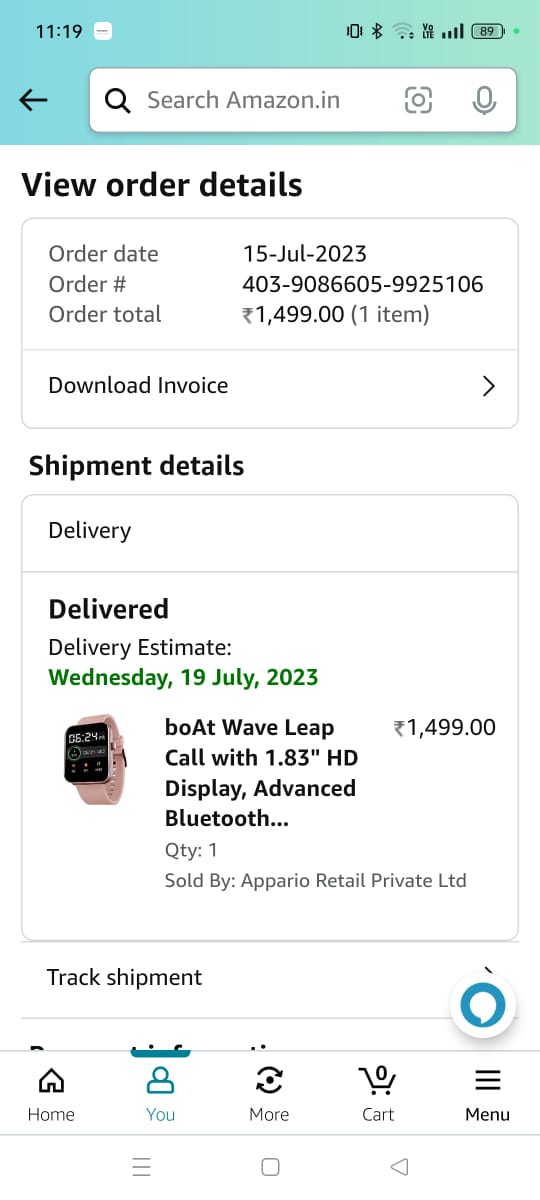 11:19
Vo LTE
89
Search Amazon.in
View order details
Order date 15-Jul-2023
Order # 403-9086605-9925106
Order total ₹1,499.00 (1 item)
Download Invoice
Shipment details
Delivery
Delivered
Delivery Estimate:
Wednesday, 19 July, 2023
06:24
boAt Wave Leap ₹1,499.00
Call with 1.83" HD
Display, Advanced
Bluetooth...
Qty: 1
Sold By: Appario Retail Private Ltd
Track shipment
0
Home You More Cart Menu